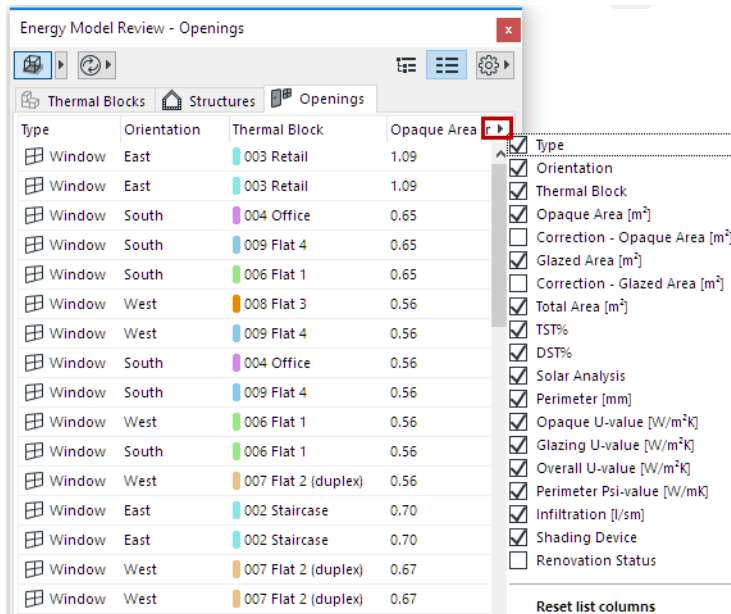 Energy Model Review - Openings
x
Thermal Blocks Structures Openings
Type Orientation Thermal Block Opaque Area
Window East 003 Retail 1.09
Window East 003 Retail 1.09
Window South 004 Office 0.65
Window South 009 Flat 4 0.65
Window South 006 Flat 1 0.65
Window West 008 Flat 3 0.56
Window West 009 Flat 4 0.56
Window South 004 Office 0.56
Window South 009 Flat 4 0.56
Window West 006 Flat 1 0.56
Window South 006 Flat 1 0.56
Window West 007 Flat 2 (duplex) 0.56
Window East 002 Staircase 0.70
Window East 002 Staircase 0.70
Window West 007 Flat 2 (duplex) 0.67
Window West 007 Flat 2 (duplex) 0.67
Type
Orientation
Thermal Block
Opaque Area [m²]
Correction - Opaque Area [m²]
Glazed Area [m²]
Correction - Glazed Area [m²]
Total Area [m²]
TST%
DST%
Solar Analysis
Perimeter [mm]
Opaque U-value [W/m²K]
Glazing U-value [W/m²K]
Overall U-value [W/m²K]
Perimeter Psi-value [W/mK]
Infiltration [l/sm]
Shading Device
Renovation Status
Reset list columns